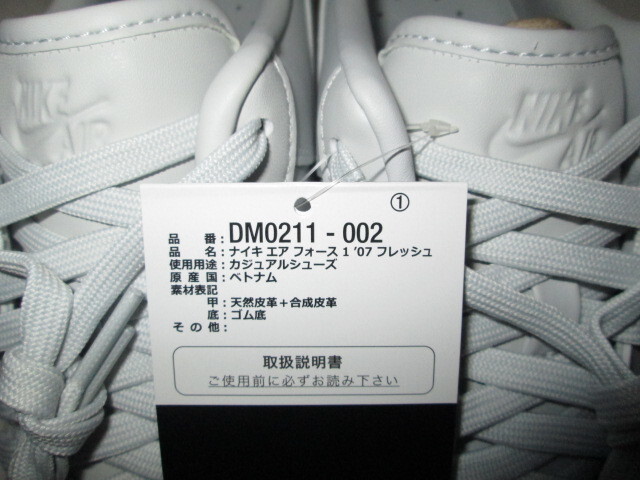 NIKE
AIR
NIKE
AIR
①
品 番：DM0211 - 002
品 名：ナイキ エア フォース 1 '07 フレッシュ
使用用途：カジュアルシューズ
原 産 国：ベトナム
素材表記
甲：天然皮革＋合成皮革
底：ゴム底
そ の 他：
取扱説明書
ご使用前に必ずお読み下さい